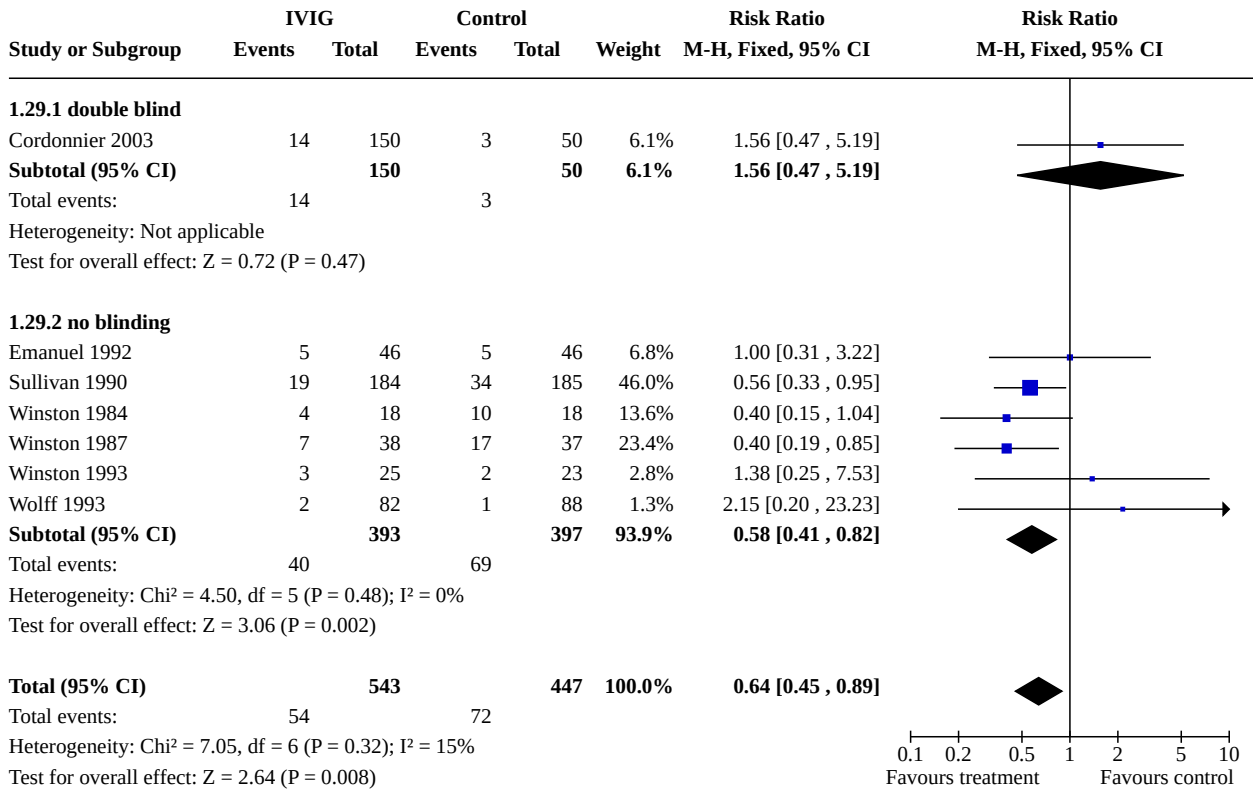 IVIG Control Risk Ratio Risk Ratio
Study or Subgroup Events Total Events Total Weight M-H, Fixed, 95% CI M-H, Fixed, 95% CI
1.29.1 double blind
Cordonnier 2003 14 150 3 50 6.1% 1.56 [0.47 , 5.19]
Subtotal (95% CI) 150 50 6.1% 1.56 [0.47 , 5.19]
Total events: 14 3
Heterogeneity: Not applicable
Test for overall effect: Z = 0.72 (P = 0.47)
1.29.2 no blinding
Emanuel 1992 5 46 5 46 6.8% 1.00 [0.31 , 3.22]
Sullivan 1990 19 184 34 185 46.0% 0.56 [0.33 , 0.95]
Winston 1984 4 18 10 18 13.6% 0.40 [0.15 , 1.04]
Winston 1987 7 38 17 37 23.4% 0.40 [0.19 , 0.85]
Winston 1993 3 25 2 23 2.8% 1.38 [0.25 , 7.53]
Wolff 1993 2 82 1 88 1.3% 2.15 [0.20 , 23.23]
Subtotal (95% CI) 393 397 93.9% 0.58 [0.41 , 0.82]
Total events: 40 69
Heterogeneity: Chi² = 4.50, df = 5 (P = 0.48); I² = 0%
Test for overall effect: Z = 3.06 (P = 0.002)
Total (95% CI) 543 447 100.0% 0.64 [0.45 , 0.89]
Total events: 54 72
Heterogeneity: Chi² = 7.05, df = 6 (P = 0.32); I² = 15%
Test for overall effect: Z = 2.64 (P = 0.008)
0.1 0.2 0.5 1 2 5 10
Favours treatment Favours control